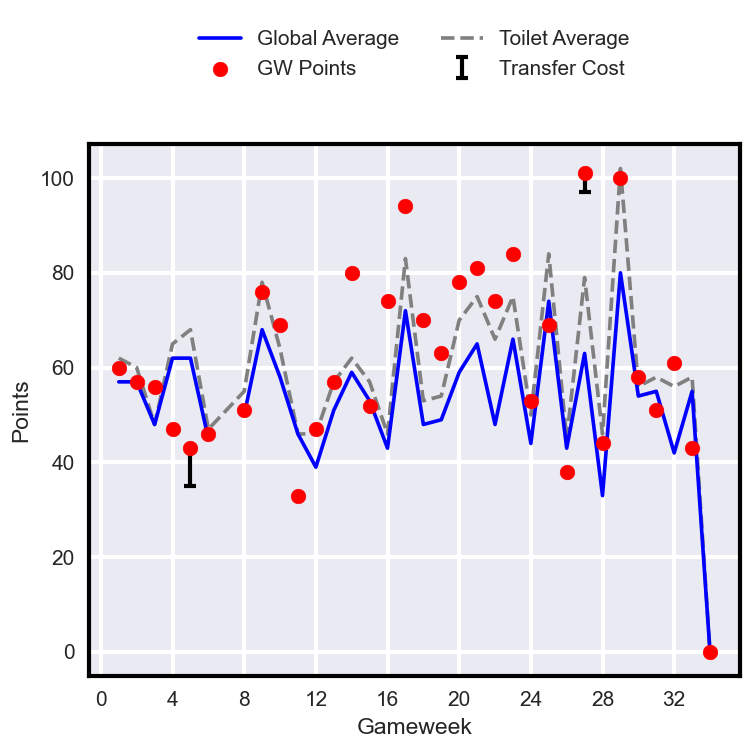 Global Average
Toilet Average
GW Points
Transfer Cost
100
80
60
40
20
0
Points
0 4 8 12 16 20 24 28 32
Gameweek